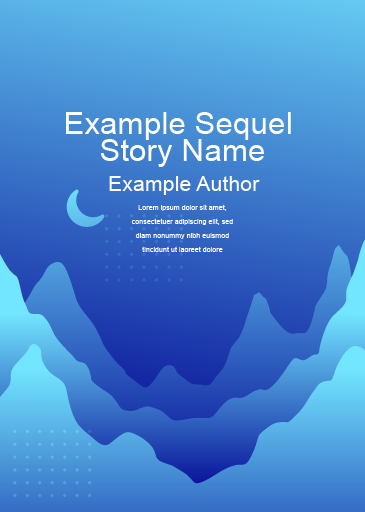 Example Sequel
Story Name
Example Author
Lorem ipsum dolor sit amet,
consectetuer adipiscing elit, sed
diam nonummy nibh euismod
tincidunt ut laoreet dolore